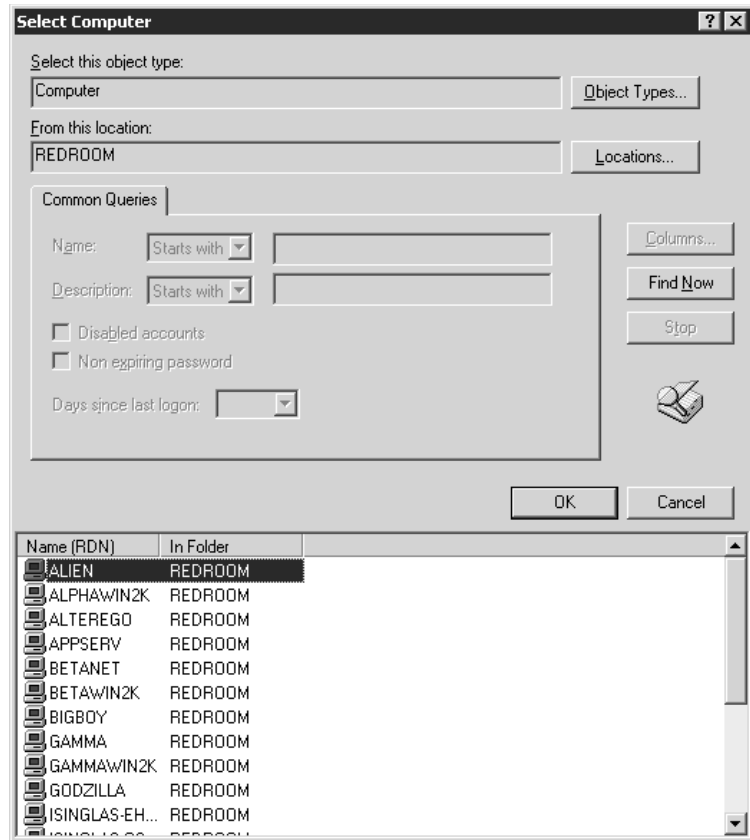 Select Computer
Select this object type:
Computer
Object Types...
From this location:
REDROOM
Locations...
Common Queries
Name:
Starts with
Columns...
Description:
Starts with
Find Now
Disabled accounts
Stop
Non expiring password
Days since last logon:
OK
Cancel
Name (RDN) In Folder
ALIEN REDROOM
ALPHAWIN2K REDROOM
ALTEREGO REDROOM
APPSERV REDROOM
BETANET REDROOM
BETAWIN2K REDROOM
BIGBOY REDROOM
GAMMA REDROOM
GAMMAWIN2K REDROOM
GODZILLA REDROOM
ISINGLAS-EH... REDROOM